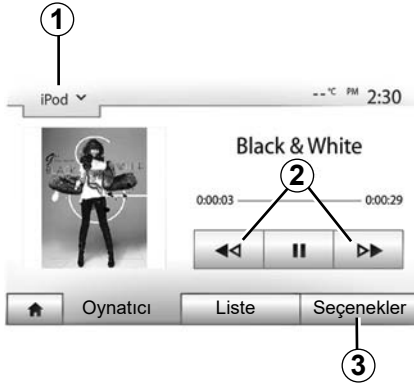 1
iPod
--°C PM 2:30
Black & White
2
0:00:03 0:00:29
Oynatıcı Liste Seçenekler
3